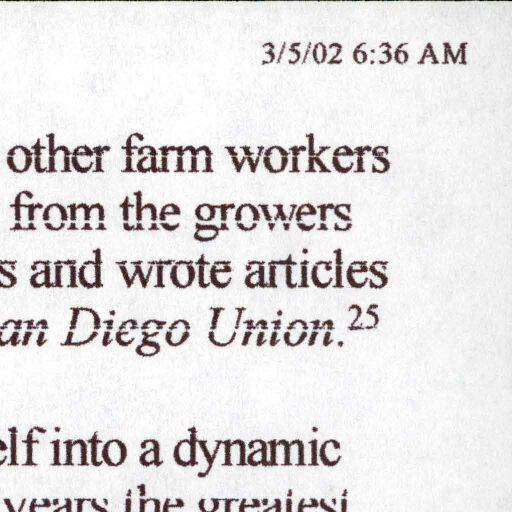 3/5/02 6:36 AM
other farm workers
from the growers
s and wrote articles
an Diego Union.25
elf into a dynamic
years the greatest